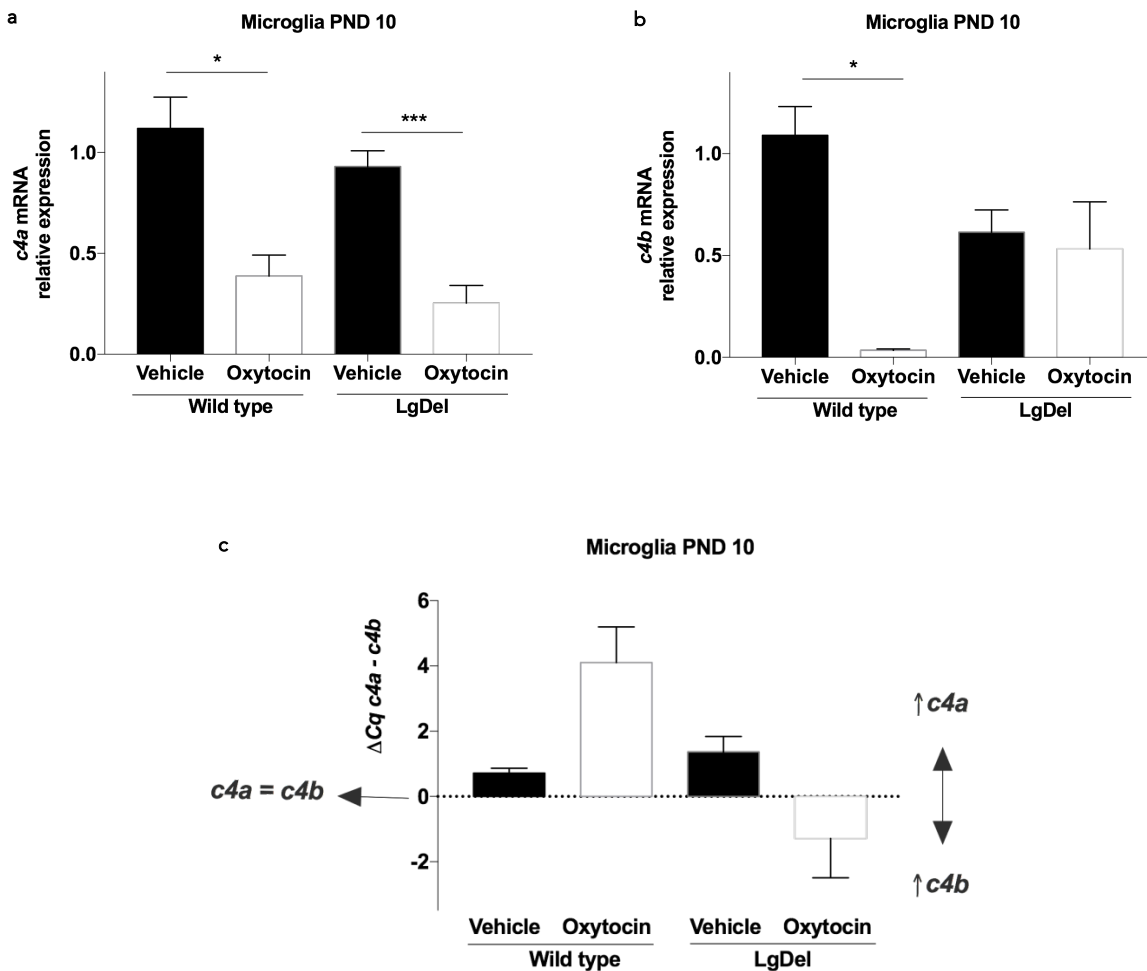 a
Microglia PND 10
*
***
c4a mRNA
relative expression
1.0
0.5
0.0
Vehicle Oxytocin Vehicle Oxytocin
Wild type LgDel
b
Microglia PND 10
*
c4b mRNA
relative expression
1.0
0.5
0.0
Vehicle Oxytocin Vehicle Oxytocin
Wild type LgDel
c
Microglia PND 10
ΔCq c4a - c4b
6
4
2
0
-2
c4a = c4b
↑c4a
↑c4b
Vehicle Oxytocin Vehicle Oxytocin
Wild type LgDel